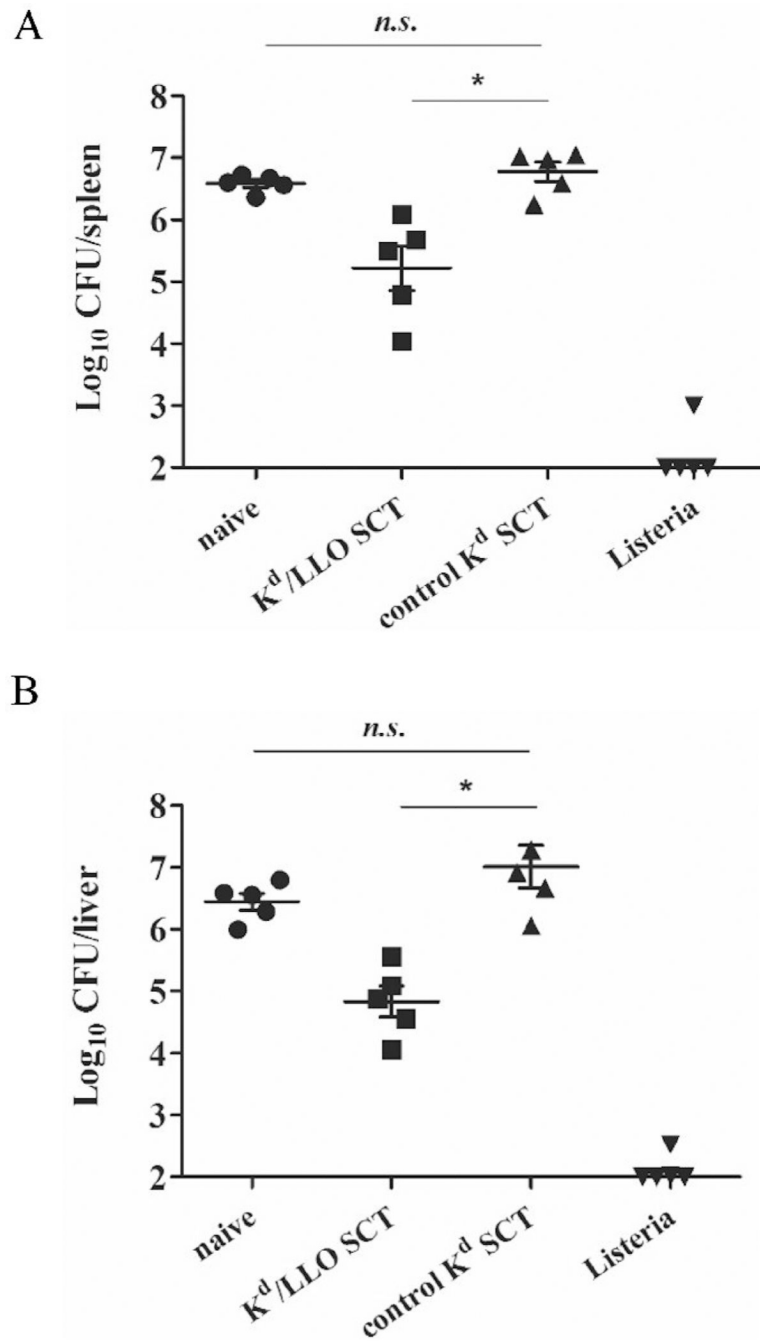 A
n.s.
*
Log10 CFU/spleen
8
7
6
5
4
3
2
naive
Kd/LLO SCT
control Kd SCT
Listeria
B
n.s.
*
Log10 CFU/liver
8
7
6
5
4
3
2
naive
Kd/LLO SCT
control Kd SCT
Listeria